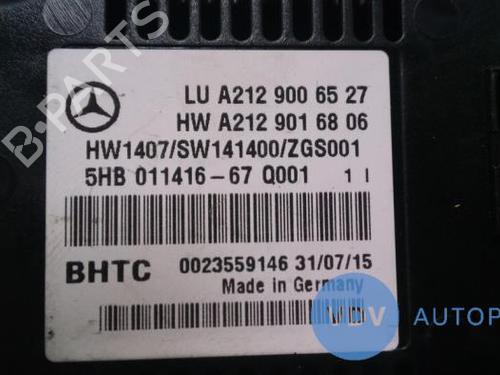 LU A212 900 65 27
HW A212 901 68 06
HW1407/SW141400/ZGS001
5HB 011416-67 Q001 1 I
BHTC 0023559146 31/07/15
Made in Germany
VD
B-PARTS
VDV AUTOP